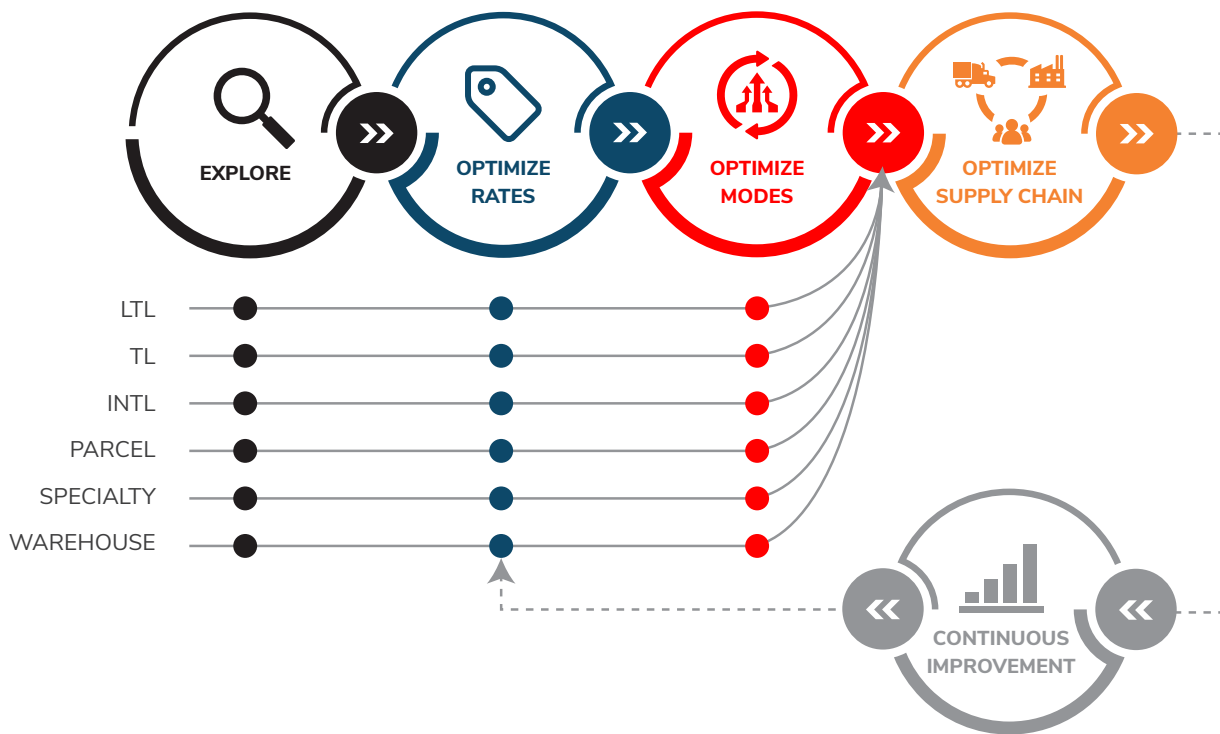 EXPLORE
OPTIMIZE
RATES
OPTIMIZE
MODES
OPTIMIZE
SUPPLY CHAIN
LTL
TL
INTL
PARCEL
SPECIALTY
WAREHOUSE
CONTINUOUS
IMPROVEMENT